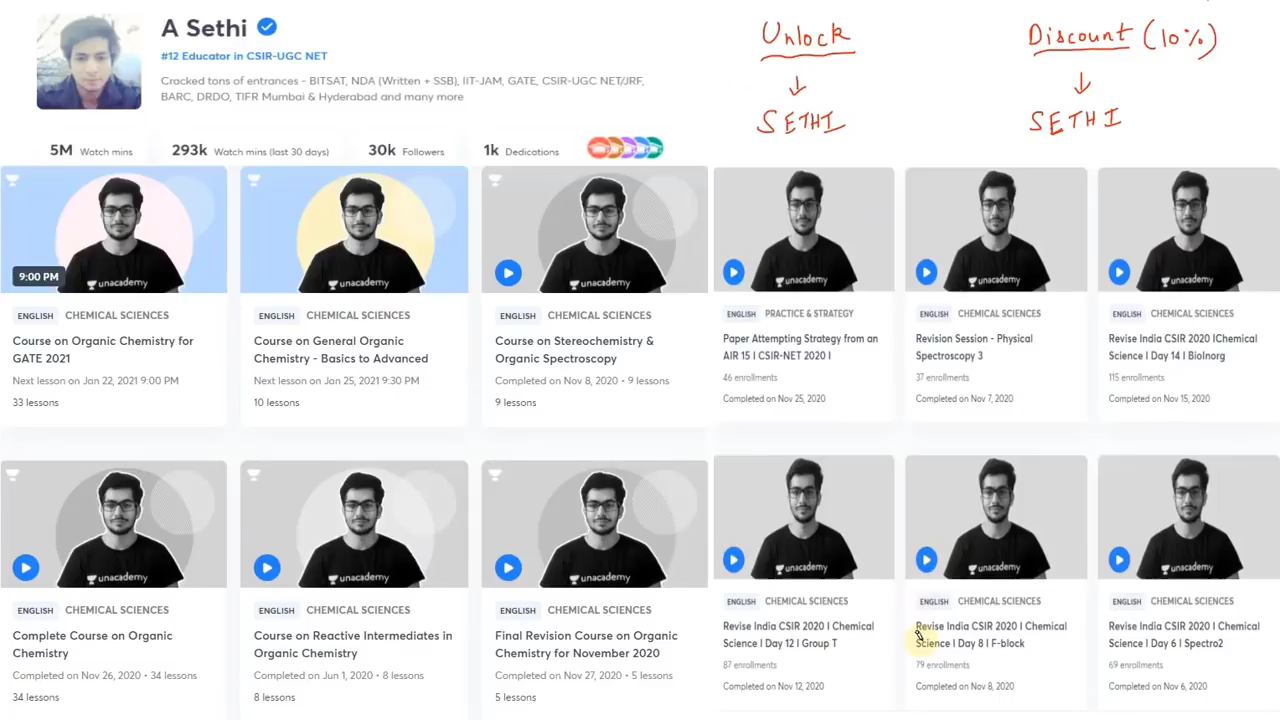 A Sethi
#12 Educator in CSIR-UGC NET
Cracked tons of entrances - BITSAT, NDA (Written + SSB), IIT-JAM, GATE, CSIR-UGC NET/JRF,
BARC, DRDO, TIFR Mumbai & Hyderabad and many more
5M Watch mins 293k Watch mins (last 30 days) 30k Followers 1k Dedications
Unlock
SETHI
Discount (10%)
SETHI
unacademy
9:00 PM
ENGLISH CHEMICAL SCIENCES
Course on Organic Chemistry for
GATE 2021
Next lesson on Jan 22, 2021 9:00 PM
33 lessons
unacademy
ENGLISH CHEMICAL SCIENCES
Course on General Organic
Chemistry - Basics to Advanced
Next lesson on Jan 25, 2021 9:30 PM
10 lessons
unacademy
ENGLISH CHEMICAL SCIENCES
Course on Stereochemistry &
Organic Spectroscopy
Completed on Nov 8, 2020 • 9 lessons
9 lessons
unacademy
ENGLISH PRACTICE & STRATEGY
Paper Attempting Strategy from an
AIR 15 I CSIR-NET 2020 I
46 enrollments
Completed on Nov 25, 2020
unacademy
ENGLISH CHEMICAL SCIENCES
Revision Session - Physical
Spectroscopy 3
37 enrollments
Completed on Nov 7, 2020
unacademy
ENGLISH CHEMICAL SCIENCES
Revise India CSIR 2020 IChemical
Science I Day 14 I BioInorg
115 enrollments
Completed on Nov 15, 2020
unacademy
ENGLISH CHEMICAL SCIENCES
Complete Course on Organic
Chemistry
Completed on Nov 26, 2020 • 34 lessons
34 lessons
unacademy
ENGLISH CHEMICAL SCIENCES
Course on Reactive Intermediates in
Organic Chemistry
Completed on Jun 1, 2020 • 8 lessons
8 lessons
unacademy
ENGLISH CHEMICAL SCIENCES
Final Revision Course on Organic
Chemistry for November 2020
Completed on Nov 27, 2020 • 5 lessons
5 lessons
unacademy
ENGLISH CHEMICAL SCIENCES
Revise India CSIR 2020 I Chemical
Science I Day 12 I Group T
87 enrollments
Completed on Nov 12, 2020
unacademy
ENGLISH CHEMICAL SCIENCES
Revise India CSIR 2020 I Chemical
Science I Day 8 I F-block
79 enrollments
Completed on Nov 8, 2020
unacademy
ENGLISH CHEMICAL SCIENCES
Revise India CSIR 2020 I Chemical
Science I Day 6 I Spectro2
69 enrollments
Completed on Nov 6, 2020